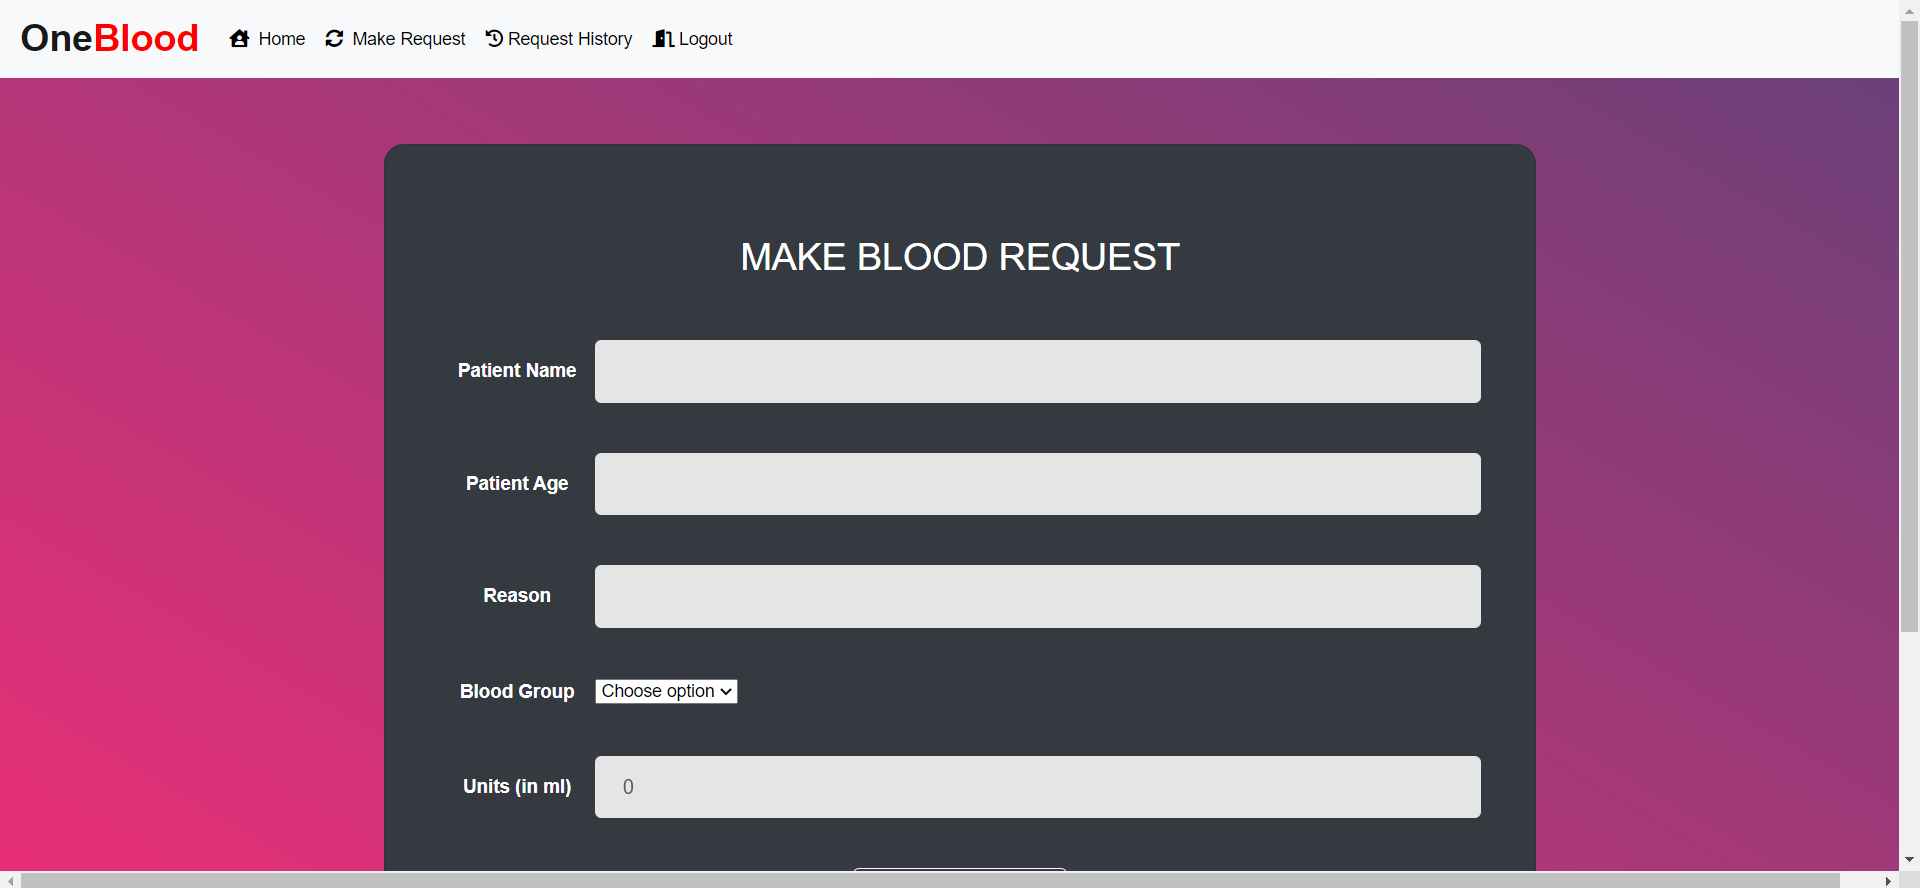 OneBlood Home Make Request Request History Logout
MAKE BLOOD REQUEST
Patient Name
Patient Age
Reason
Blood Group Choose option
Units (in ml) 0